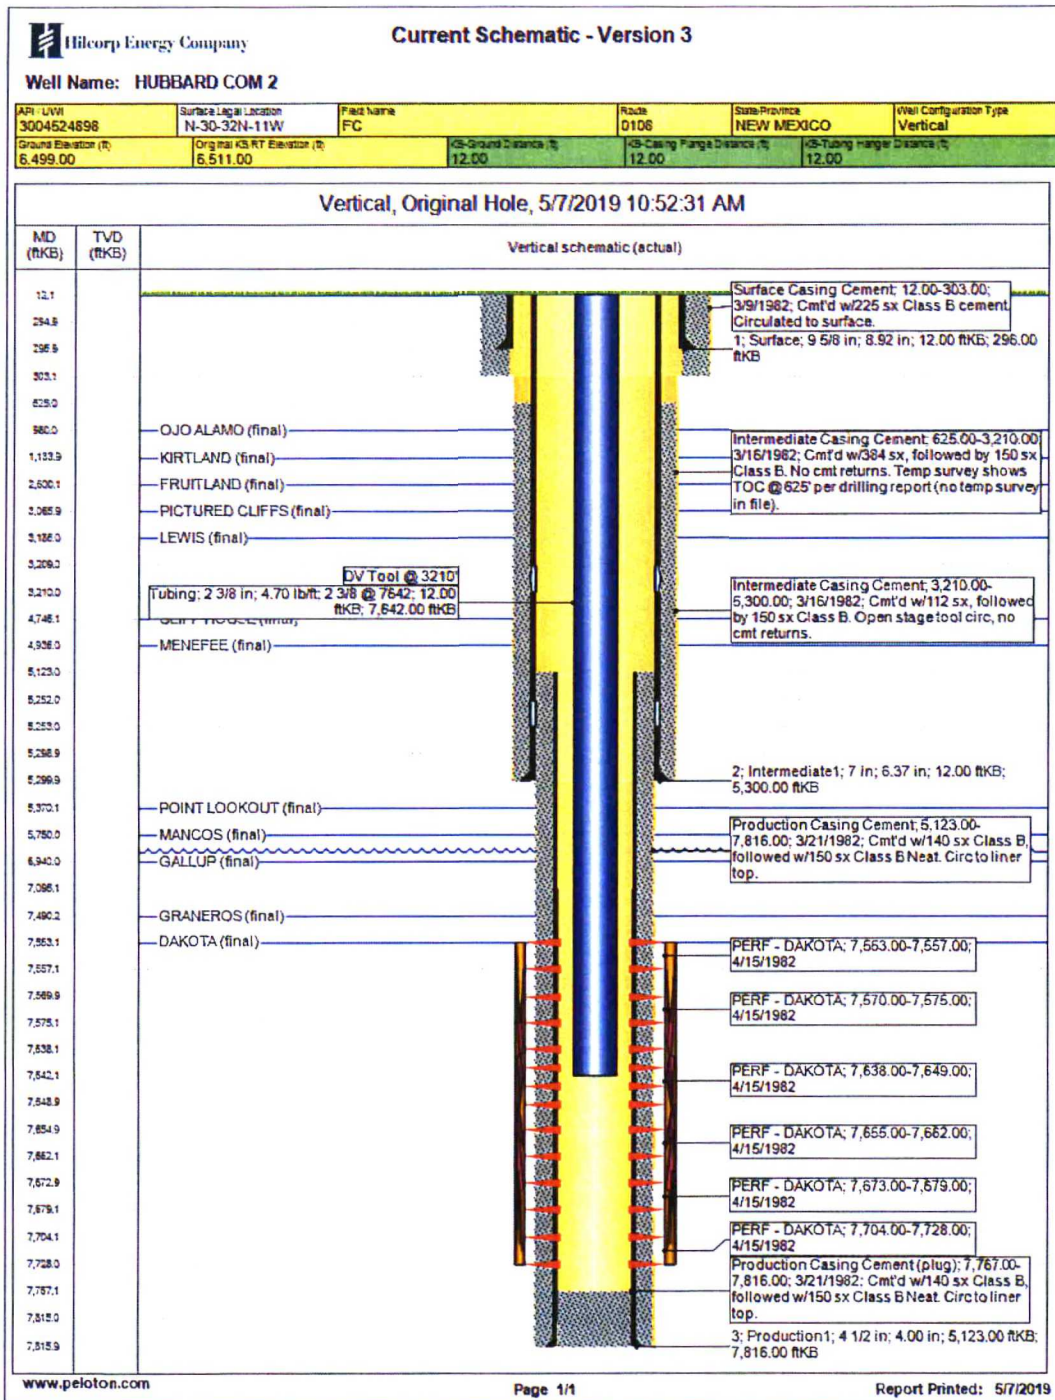 Hilcorp Energy Company
Current Schematic - Version 3
Well Name: HUBBARD COM 2
API / UWI
3004524898
Surface Legal Location
N-30-32N-11W
Field Name
FC
Route
0106
State/Province
NEW MEXICO
Well Configuration Type
Vertical
Ground Elevation (ft)
6,499.00
Original KB/RT Elevation (ft)
6,511.00
KB-Ground Distance (ft)
12.00
KB-Casing Flange Distance (ft)
12.00
KB-Tubing Hanger Distance (ft)
12.00
Vertical, Original Hole, 5/7/2019 10:52:31 AM
MD
(ftKB)
TVD
(ftKB)
Vertical schematic (actual)
12.1
294.9
295.9
303.1
625.0
980.0
1,133.9
2,600.1
3,065.9
3,186.0
3,209.0
3,210.0
4,746.1
4,936.0
5,123.0
5,252.0
5,253.0
5,298.9
5,299.9
5,370.1
5,750.0
6,940.0
7,490.2
7,553.1
7,557.1
7,569.9
7,575.1
7,638.1
7,642.1
7,648.9
7,654.9
7,662.1
7,672.9
7,679.1
7,704.1
7,728.0
7,767.1
7,815.0
7,815.9
Surface Casing Cement; 12.00-303.00;
3/9/1982; Cmt'd w/225 sx Class B cement.
Circulated to surface.
1; Surface; 9 5/8 in; 8.92 in; 12.00 ftKB; 296.00
ftKB
OJO ALAMO (final)
KIRTLAND (final)
FRUITLAND (final)
PICTURED CLIFFS (final)
LEWIS (final)
Intermediate Casing Cement; 625.00-3,210.00;
3/16/1982; Cmt'd w/384 sx, followed by 150 sx
Class B. No cmt returns. Temp survey shows
TOC @ 625' per drilling report (no temp survey
in file).
DV Tool @ 3210'
Tubing; 2 3/8 in; 4.70 lb/ft; 2 3/8 @ 7642; 12.00
ftKB; 7,642.00 ftKB
CLIFF HOUSE (final)
MENEFEE (final)
Intermediate Casing Cement; 3,210.00-
5,300.00; 3/16/1982; Cmt'd w/112 sx, followed
by 150 sx Class B. Open stage tool circ, no
cmt returns.
2; Intermediate1; 7 in; 6.37 in; 12.00 ftKB;
5,300.00 ftKB
POINT LOOKOUT (final)
MANCOS (final)
GALLUP (final)
GRANEROS (final)
DAKOTA (final)
Production Casing Cement; 5,123.00-
7,816.00; 3/21/1982; Cmt'd w/140 sx Class B,
followed w/150 sx Class B Neat. Circ to liner
top.
PERF - DAKOTA; 7,553.00-7,557.00;
4/15/1982
PERF - DAKOTA; 7,570.00-7,575.00;
4/15/1982
PERF - DAKOTA; 7,638.00-7,649.00;
4/15/1982
PERF - DAKOTA; 7,655.00-7,662.00;
4/15/1982
PERF - DAKOTA; 7,673.00-7,679.00;
4/15/1982
PERF - DAKOTA; 7,704.00-7,728.00;
4/15/1982
Production Casing Cement (plug); 7,767.00-
7,816.00; 3/21/1982; Cmt'd w/140 sx Class B,
followed w/150 sx Class B Neat. Circ to liner
top.
3; Production1; 4 1/2 in; 4.00 in; 5,123.00 ftKB;
7,816.00 ftKB
www.peloton.com
Page 1/1
Report Printed: 5/7/2019